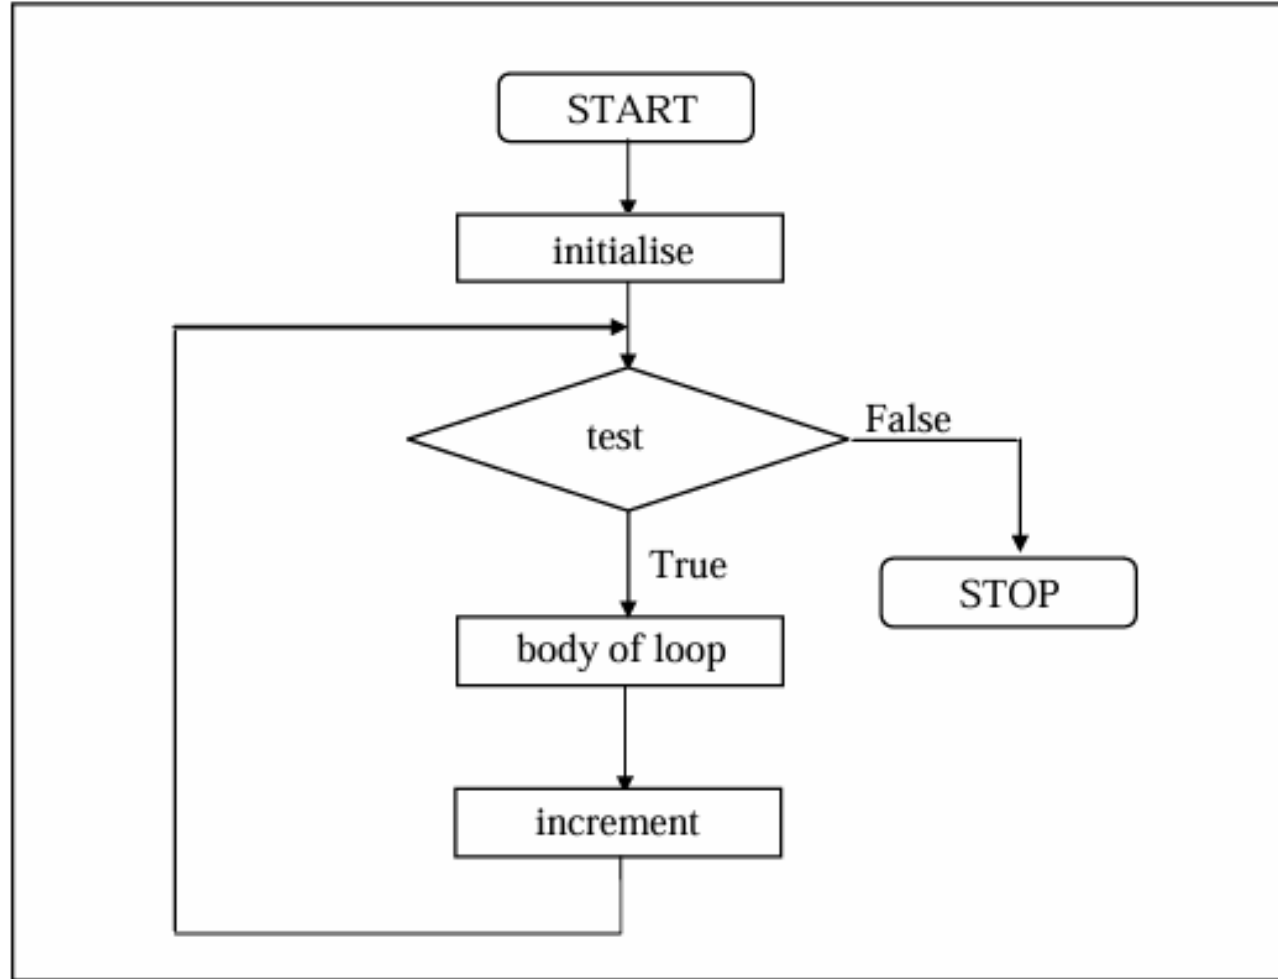 START
initialise
test
False
True
STOP
body of loop
increment